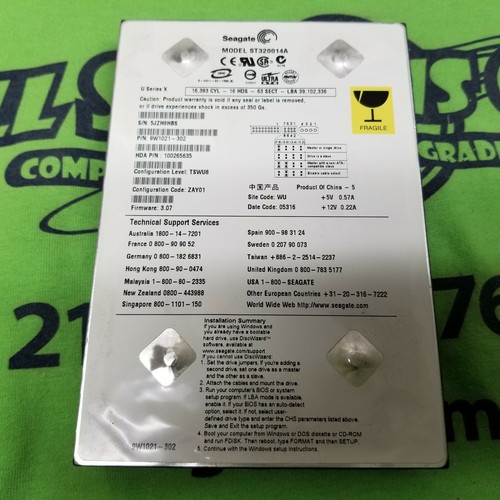 Seagate
MODEL ST320014A
U Series X
16,383 CYL - 16 HDS - 63 SECT - LBA 39,102,336
Caution: Product warranty is void if any seal or label is removed,
or if drive experiences shock in excess of 350 Gs.
S/N: 5JZH6HBS
P/N: 9W1021-302
HDA P/N: 100265635
Configuration Level: TSWU8
Configuration Code: ZAY01
Firmware: 3.07
FRAGILE
Master or single drive
Drive is a slave
Enable cable select
中国产品
Product Of China - 5
Site Code: WU
+5V 0.57A
Date Code: 05316
+12V 0.22A
Technical Support Services
Australia 1800-14-7201
Spain 900-98 31 24
France 0 800-90 90 52
Sweden 0 207 90 073
Germany 0 800-182 6831
Taiwan +886-2-2514-2237
Hong Kong 800-90-0474
United Kingdom 0 800-783 5177
Malaysia 1-800-80-2335
USA 1-800-SEAGATE
New Zealand 0800-443988
Other European Countries +31-20-316-7222
Singapore 800-1101-150
World Wide Web http://www.seagate.com
Installation Summary
If you are using Windows and
you already have a bootable
hard drive, use DiscWizard™
software, available at
www.seagate.com/support
If you cannot use DiscWizard:
1. Set the drive jumpers. If you're adding a
second drive, set one drive as a master
and the other as a slave.
2. Attach the cables and mount the drive.
3. Run your computer's BIOS or system
setup program. If LBA mode is available,
enable it. If your BIOS has an auto-detect
option, select it. If not, select user-
defined drive type and enter the CHS parameters listed above.
Save and Exit the setup program.
4. Boot your computer from Windows or DOS diskette or CD-ROM
and run FDISK. Then reboot, type FORMAT and then SETUP.
5. Continue with the Windows setup instructions.
9W1021-302